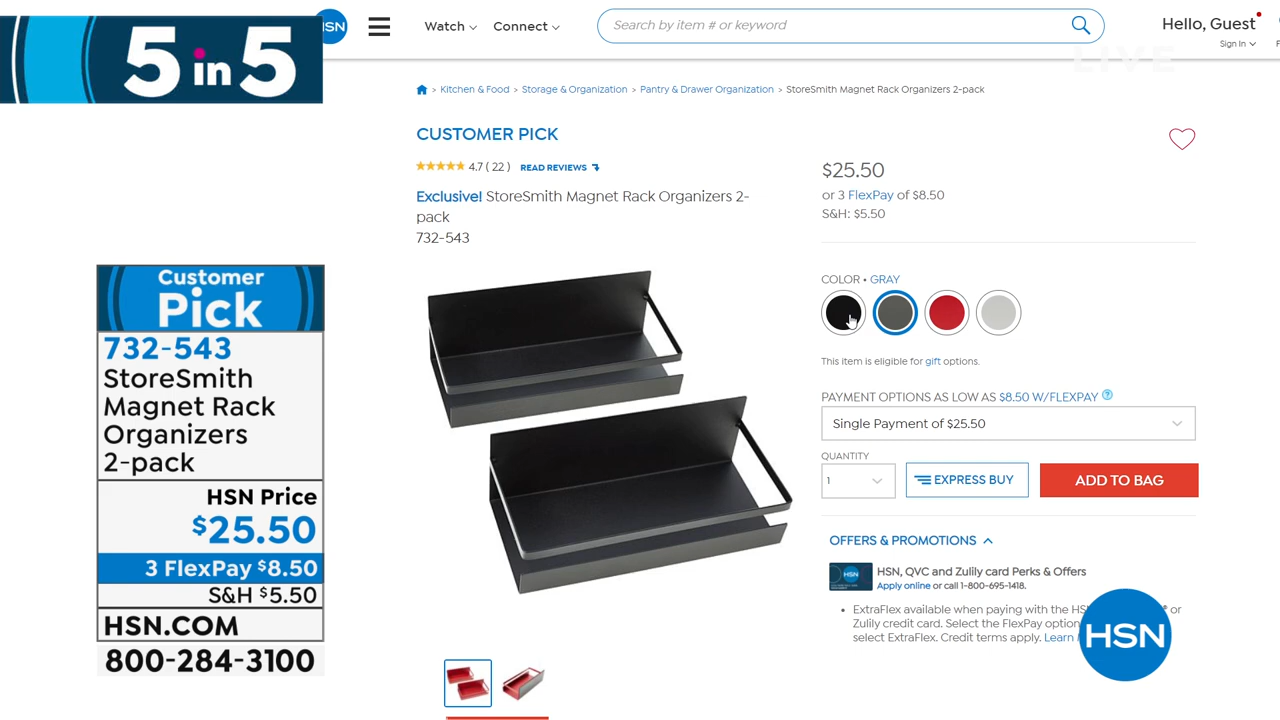 5 in 5
HSN
Watch
Connect
Search by item # or keyword
Hello, Guest
Sign In
F
LIVE
> Kitchen & Food > Storage & Organization > Pantry & Drawer Organization > StoreSmith Magnet Rack Organizers 2-pack
CUSTOMER PICK
4.7 ( 22 ) READ REVIEWS
Exclusive! StoreSmith Magnet Rack Organizers 2-
pack
732-543
$25.50
or 3 FlexPay of $8.50
S&H: $5.50
COLOR • GRAY
This item is eligible for gift options.
PAYMENT OPTIONS AS LOW AS $8.50 W/FLEXPAY ?
Single Payment of $25.50
QUANTITY
1
EXPRESS BUY
ADD TO BAG
OFFERS & PROMOTIONS
HSN
HSN, QVC and Zulily card Perks & Offers
Apply online or call 1-800-695-1418.
• ExtraFlex available when paying with the HS ® or
Zulily credit card. Select the FlexPay option
select ExtraFlex. Credit terms apply. Learn
HSN
Customer
Pick
732-543
StoreSmith
Magnet Rack
Organizers
2-pack
HSN Price
$25.50
3 FlexPay $8.50
S&H $5.50
HSN.COM
800-284-3100